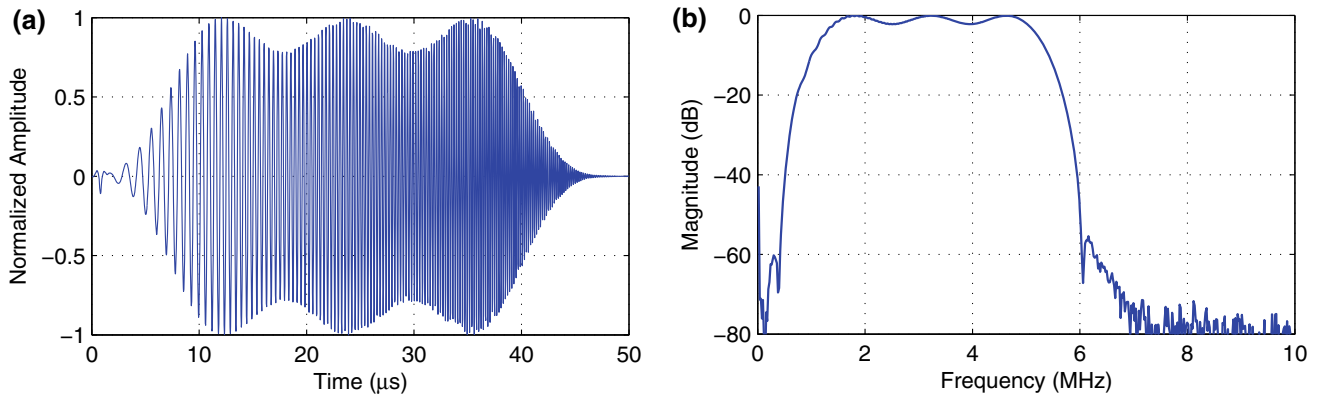 (a)
Normalized Amplitude
1
0.5
0
−0.5
−1
0 10 20 30 40 50
Time (μs)
(b)
Magnitude (dB)
0
−20
−40
−60
−80
0 2 4 6 8 10
Frequency (MHz)